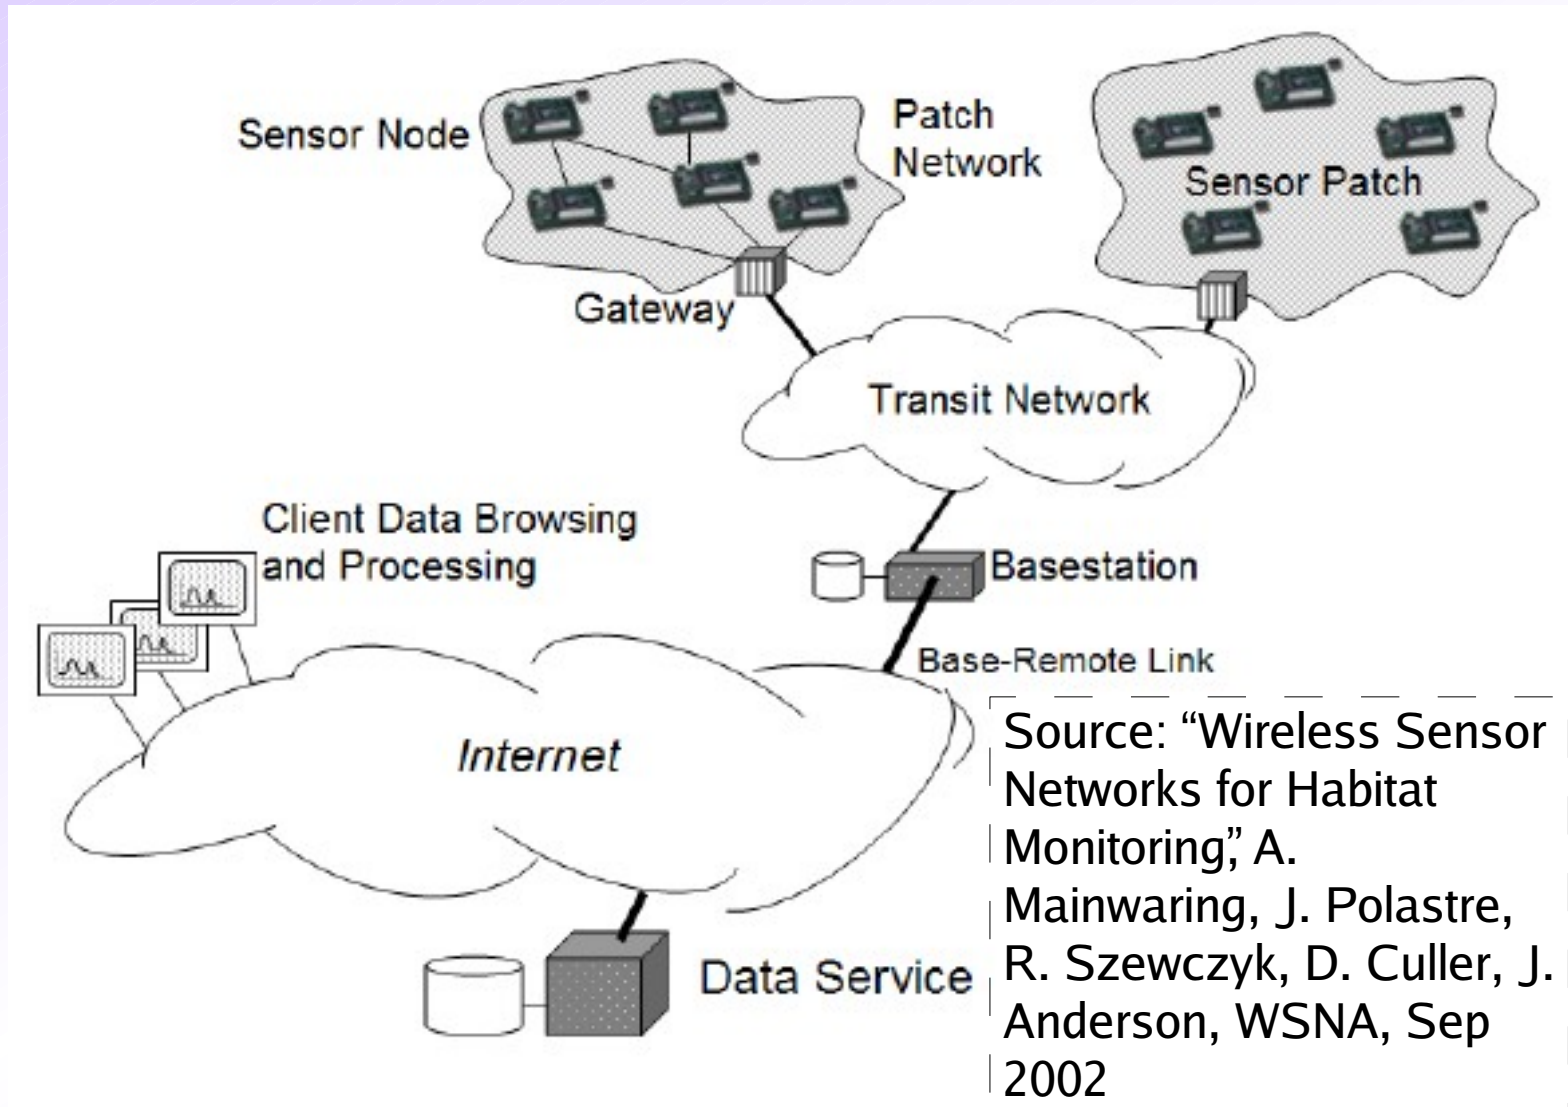 Sensor Node
Patch
Network
Sensor Patch
Gateway
Transit Network
Client Data Browsing
and Processing
Basestation
Base-Remote Link
Internet
Data Service
Source: “Wireless Sensor
Networks for Habitat
Monitoring”, A.
Mainwaring, J. Polastre,
R. Szewczyk, D. Culler, J.
Anderson, WSNA, Sep
2002